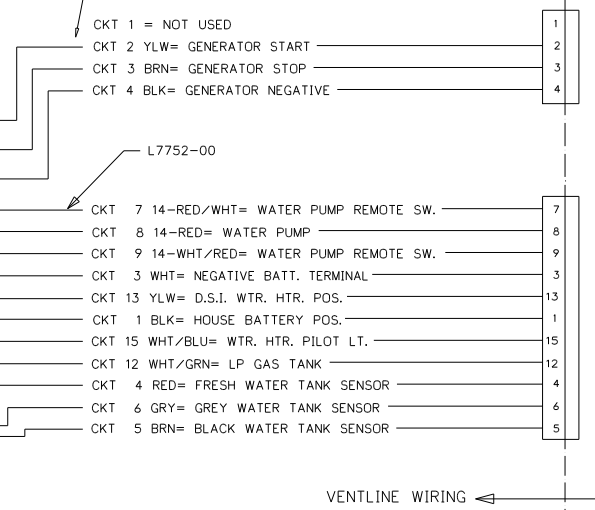 CKT 1 = NOT USED 1
CKT 2 YLW= GENERATOR START 2
CKT 3 BRN= GENERATOR STOP 3
CKT 4 BLK= GENERATOR NEGATIVE 4
L7752-00
CKT 7 14-RED/WHT= WATER PUMP REMOTE SW. 7
CKT 8 14-RED= WATER PUMP 8
CKT 9 14-WHT/RED= WATER PUMP REMOTE SW. 9
CKT 3 WHT= NEGATIVE BATT. TERMINAL 3
CKT 13 YLW= D.S.I. WTR. HTR. POS. 13
CKT 1 BLK= HOUSE BATTERY POS. 1
CKT 15 WHT/BLU= WTR. HTR. PILOT LT. 15
CKT 12 WHT/GRN= LP GAS TANK 12
CKT 4 RED= FRESH WATER TANK SENSOR 4
CKT 6 GRY= GREY WATER TANK SENSOR 6
CKT 5 BRN= BLACK WATER TANK SENSOR 5
VENTLINE WIRING